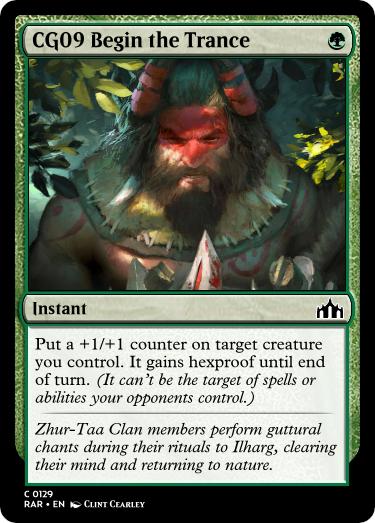 CG09 Begin the Trance
Instant
Put a +1/+1 counter on target creature
you control. It gains hexproof until end
of turn. (It can't be the target of spells or
abilities your opponents control.)
Zhur-Taa Clan members perform guttural
chants during their rituals to Ilharg, clearing
their mind and returning to nature.
C 0129
RAR • EN Clint Cearley